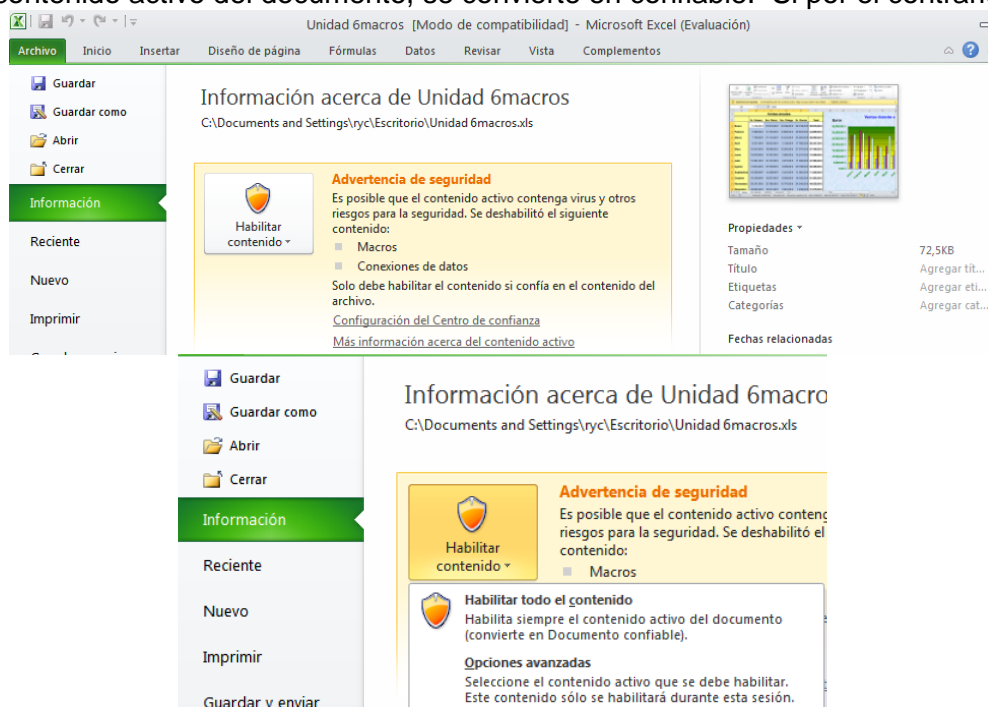 contenido activo del documento, se convierte en confiable. Si por el contrario
Unidad 6macros [Modo de compatibilidad] - Microsoft Excel (Evaluación)
Archivo Inicio Insertar Diseño de página Fórmulas Datos Revisar Vista Complementos
Guardar
Guardar como
Abrir
Cerrar
Información
Reciente
Nuevo
Imprimir
Información acerca de Unidad 6macros
C:\Documents and Settings\ryc\Escritorio\Unidad 6macros.xls
Habilitar
contenido
Advertencia de seguridad
Es posible que el contenido activo contenga virus y otros
riesgos para la seguridad. Se deshabilitó el siguiente
contenido:
Macros
Conexiones de datos
Solo debe habilitar el contenido si confía en el contenido del
archivo.
Configuración del Centro de confianza
Más información acerca del contenido activo
Propiedades
Tamaño 72,5KB
Título Agregar tít...
Etiquetas Agregar eti...
Categorías Agregar cat...
Fechas relacionadas
Guardar
Guardar como
Abrir
Cerrar
Información
Reciente
Nuevo
Imprimir
Guardar y enviar
Información acerca de Unidad 6macro
C:\Documents and Settings\ryc\Escritorio\Unidad 6macros.xls
Habilitar
contenido
Advertencia de seguridad
Es posible que el contenido activo conteng
riesgos para la seguridad. Se deshabilitó el
contenido:
Macros
Habilitar todo el contenido
Habilita siempre el contenido activo del documento
(convierte en Documento confiable).
Opciones avanzadas
Seleccione el contenido activo que se debe habilitar.
Este contenido sólo se habilitará durante esta sesión.